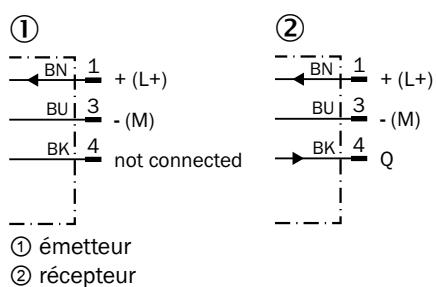 ① ②
BN 1 + (L+)
BU 3 - (M)
BK 4 not connected
BN 1 + (L+)
BU 3 - (M)
BK 4 Q
① émetteur
② récepteur